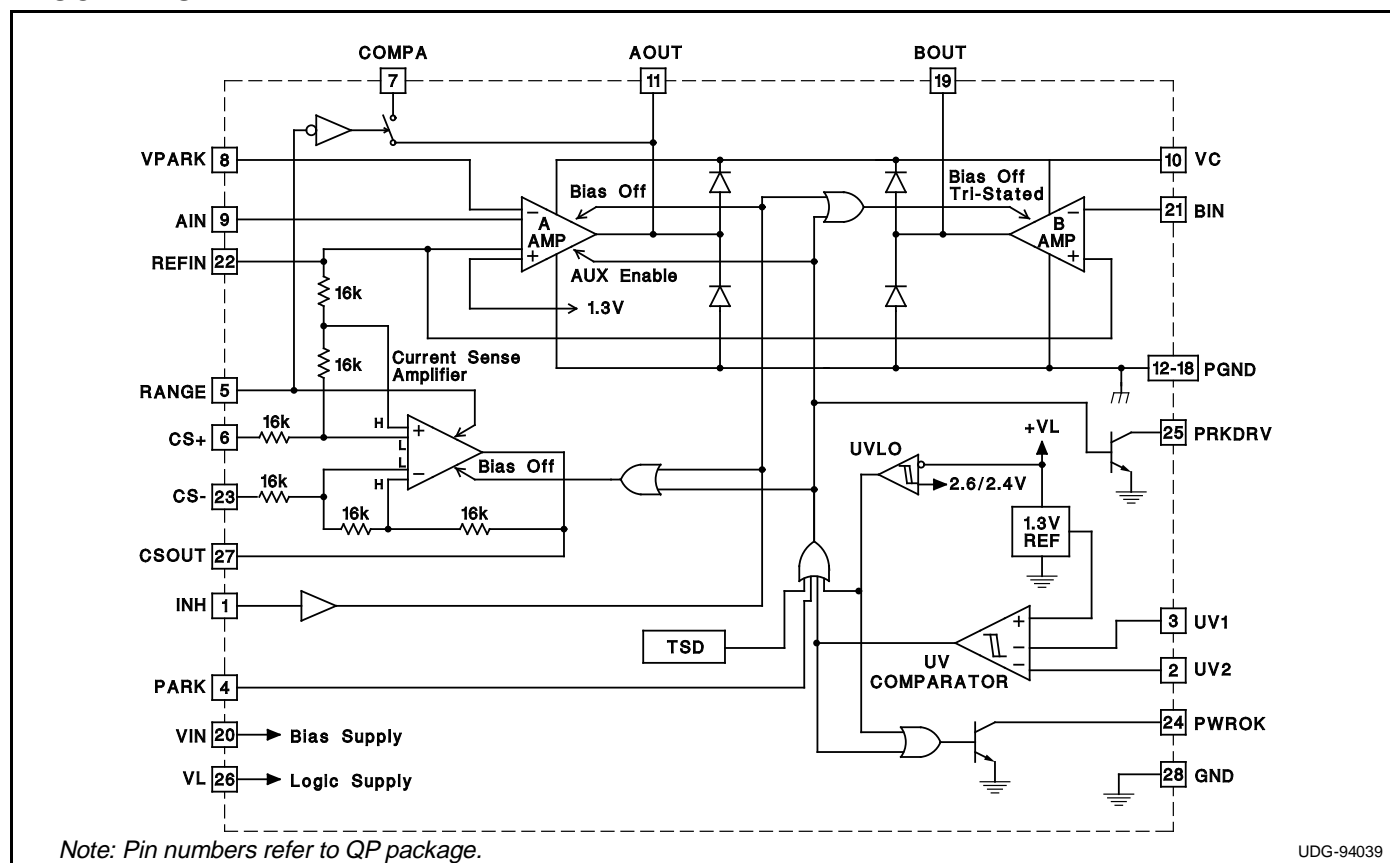 COMPA
AOUT
BOUT
7
11
19
VPARK 8
10 VC
Bias Off
Bias Off
Tri-Stated
AIN 9
21 BIN
−
A
AMP
+
−
B
AMP
+
REFIN 22
AUX Enable
16k
1.3V
16k
Current Sense
Amplifier
12-18 PGND
RANGE 5
16k
H
+
CS+ 6
L
25 PRKDRV
+VL
UVLO
L
−
Bias Off
16k
H
2.6/2.4V
CS- 23
16k
16k
1.3V
REF
CSOUT 27
INH 1
+
3 UV1
−
TSD
−
UV
COMPARATOR
2 UV2
PARK 4
24 PWROK
VIN 20 Bias Supply
VL 26 Logic Supply
28 GND
Note: Pin numbers refer to QP package.
UDG-94039